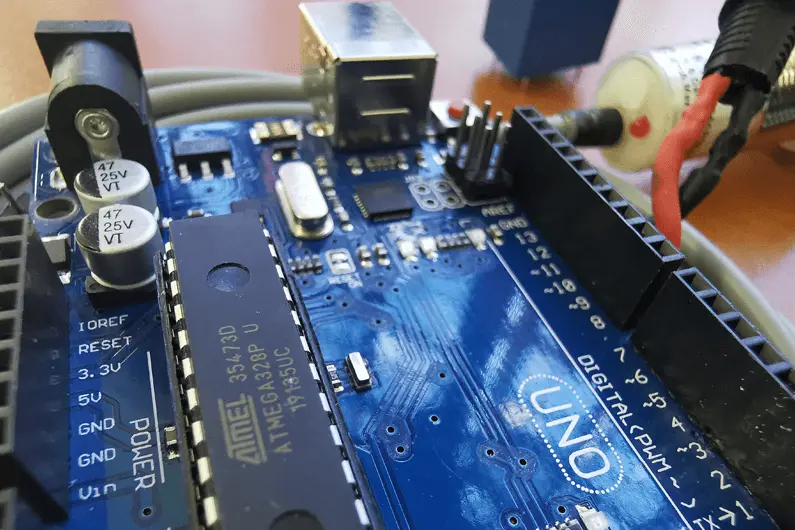 47
25V
VT
47
25V
VT
IOREF
RESET
3.3V
5V
GND
GND
Vin
POWER
ATMEL 35473D
ATMEGA328P U
19135UC
AREF
GND
13
12
~11
~10
~9
8
7
~6
~5
4
~3
2
TX→1
DIGITAL (PWM ~)
UNO